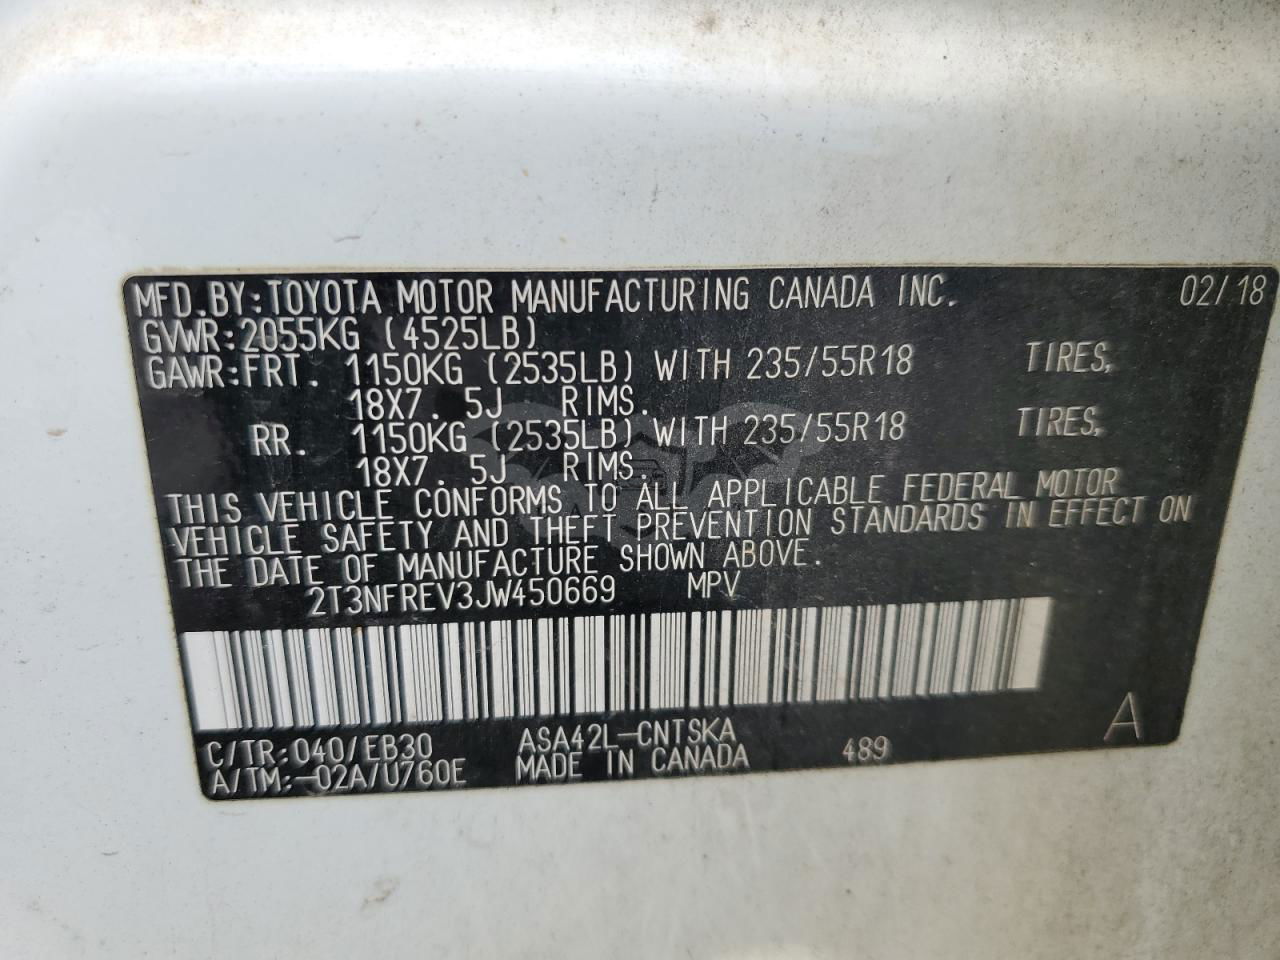 MFD.BY:TOYOTA MOTOR MANUFACTURING CANADA INC. 02/18
GVWR:2055KG (4525LB)
GAWR:FRT. 1150KG (2535LB) WITH 235/55R18 TIRES,
18X7.5J RIMS.
RR. 1150KG (2535LB) WITH 235/55R18 TIRES,
18X7.5J RIMS.
THIS VEHICLE CONFORMS TO ALL APPLICABLE FEDERAL MOTOR
VEHICLE SAFETY AND THEFT PREVENTION STANDARDS IN EFFECT ON
THE DATE OF MANUFACTURE SHOWN ABOVE.
2T3NFREV3JW450669 MPV
A
C/TR:040/EB30 ASA42L-CNTSKA 489
A/TM:-02A/U760E MADE IN CANADA